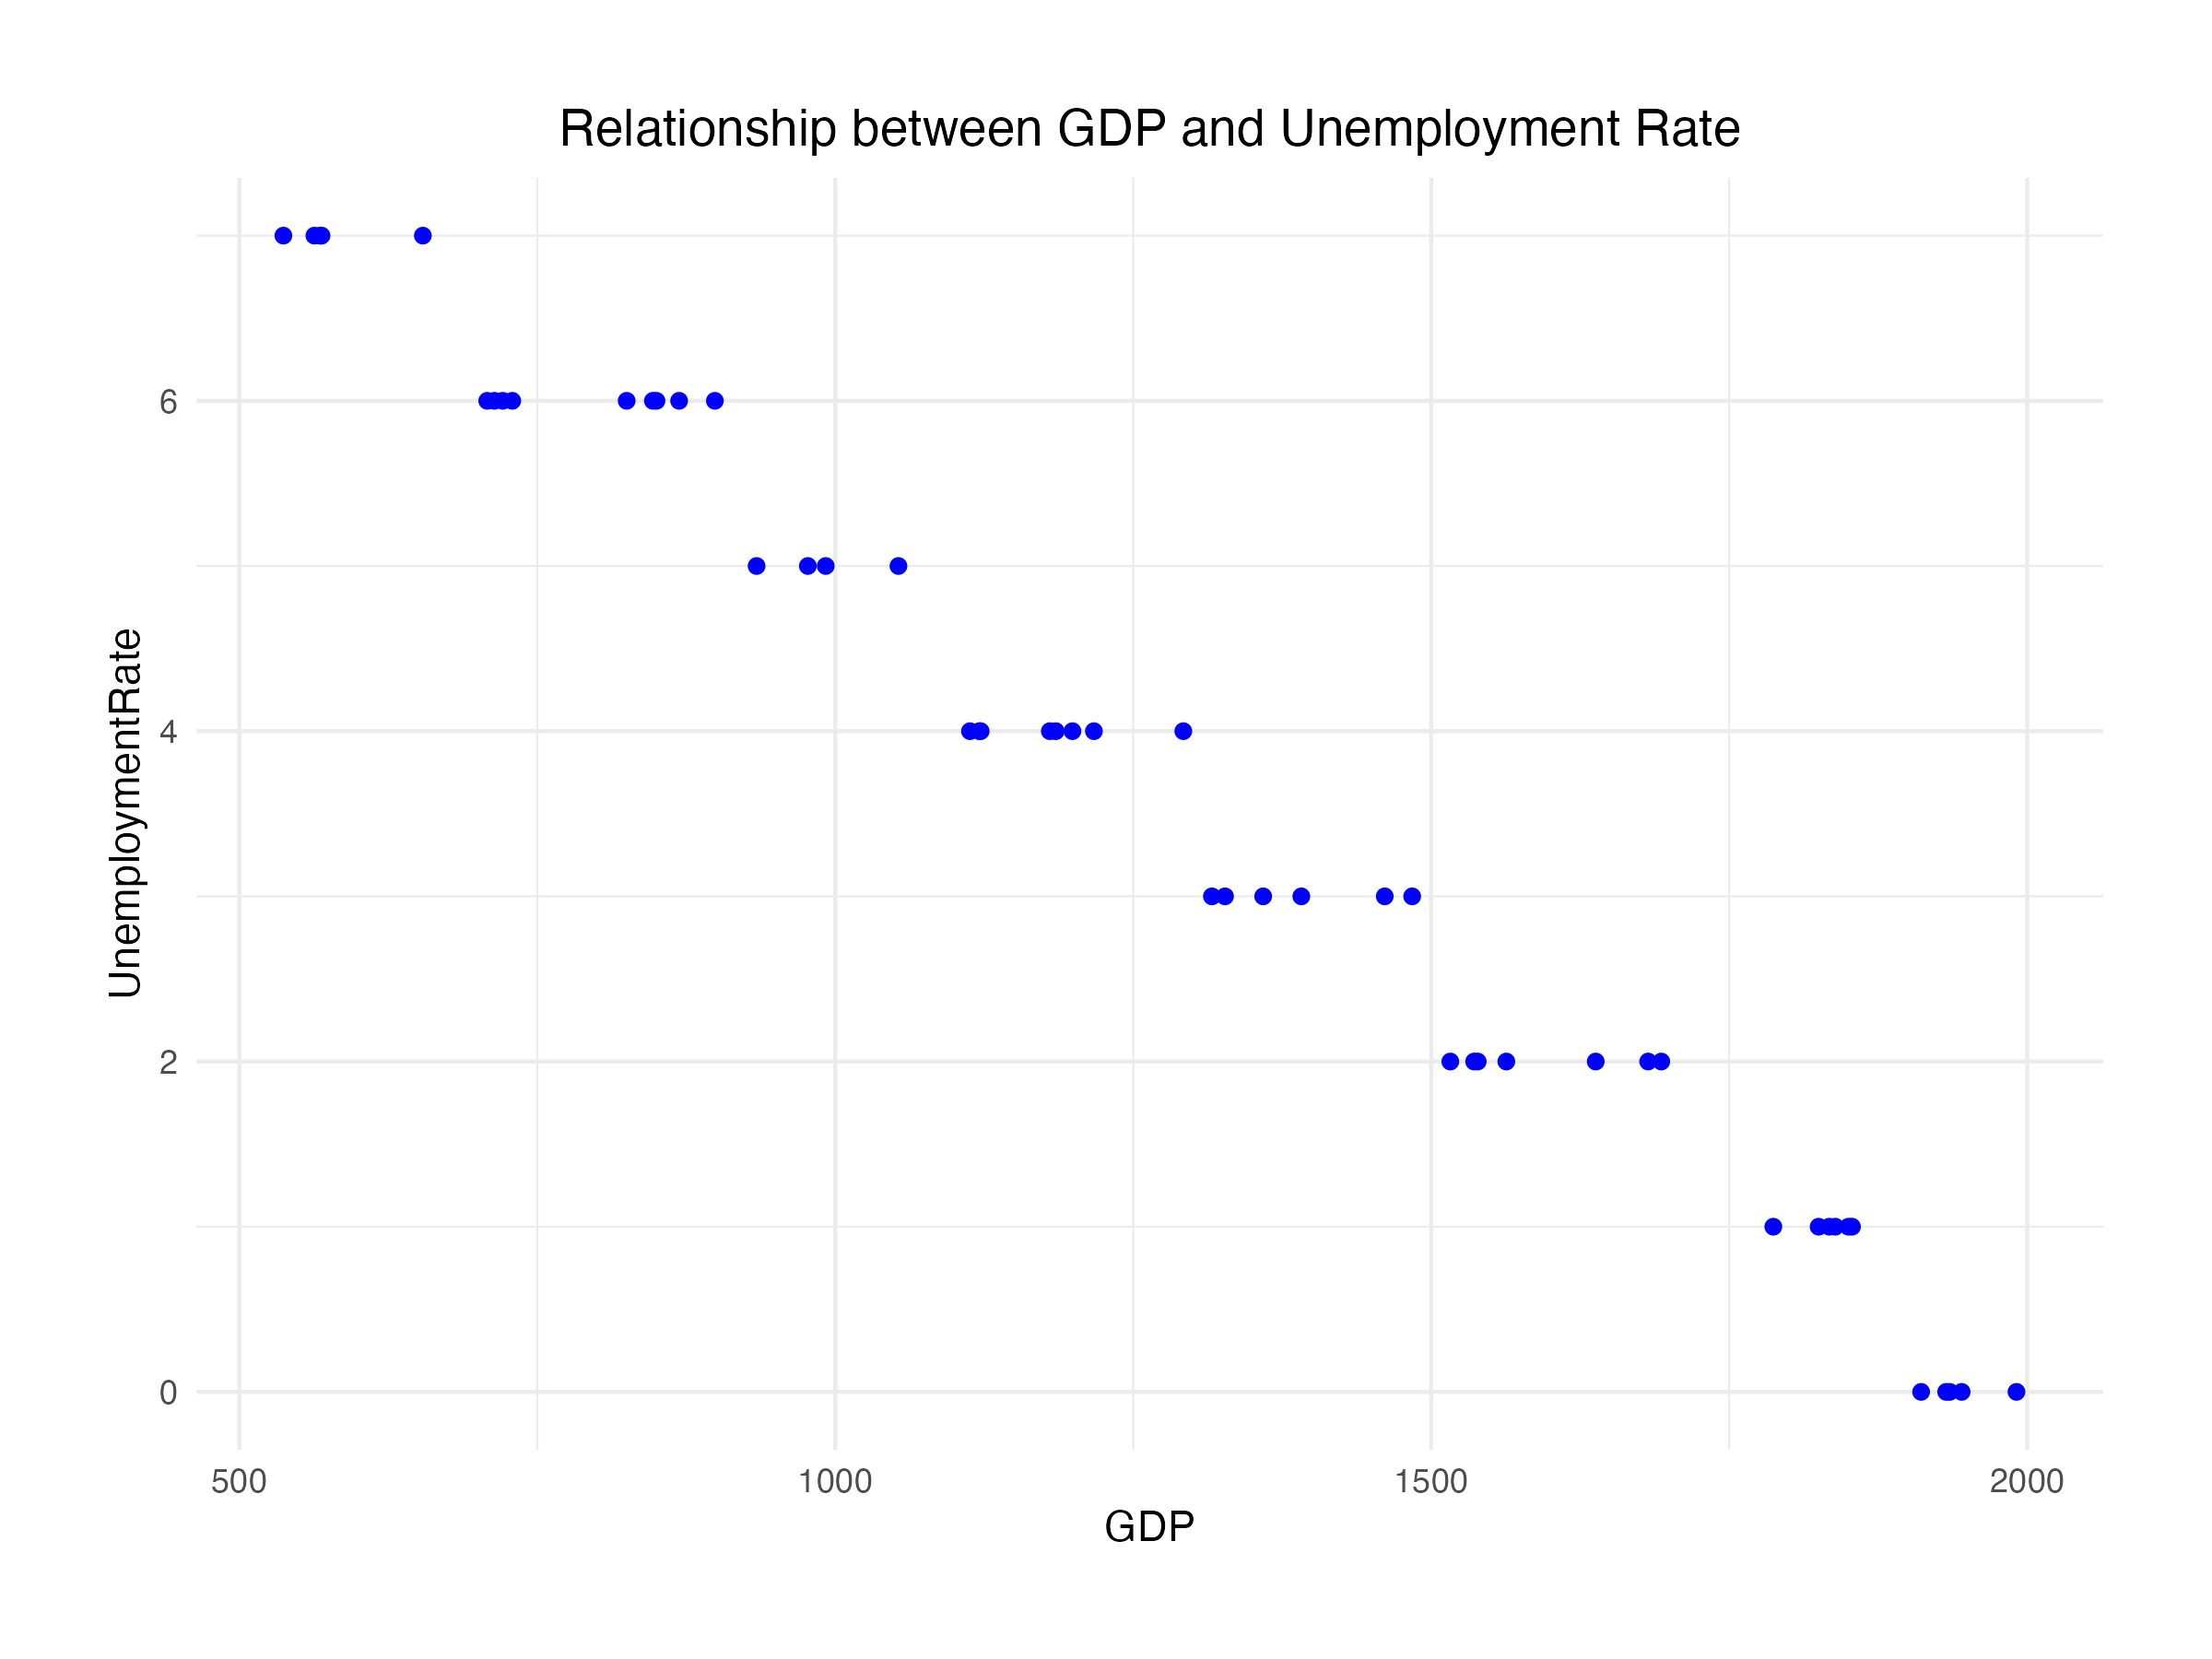 Relationship between GDP and Unemployment Rate
UnemploymentRate
6
4
2
0
500 1000 1500 2000
GDP